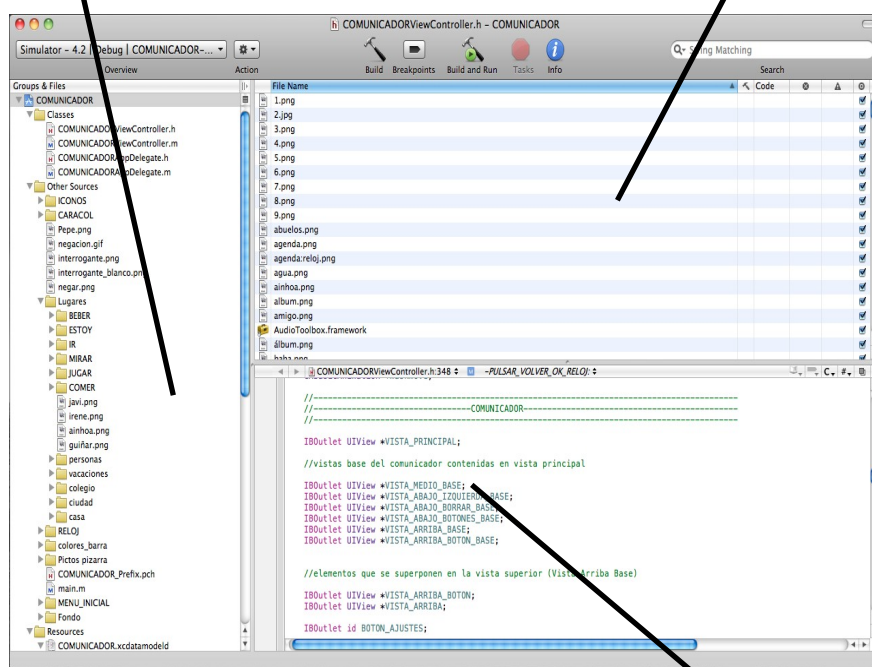 COMUNICADORViewController.h - COMUNICADOR
Simulator - 4.2 | Debug | COMUNICADOR-...
Overview
Action
Build
Breakpoints
Build and Run
Tasks
Info
String Matching
Search
Groups & Files
COMUNICADOR
Classes
COMUNICADORViewController.h
COMUNICADORViewController.m
COMUNICADORAppDelegate.h
COMUNICADORAppDelegate.m
Other Sources
ICONOS
CARACOL
Pepe.png
negacion.gif
interrogante.png
interrogante_blanco.png
negar.png
Lugares
BEBER
ESTOY
IR
MIRAR
JUGAR
COMER
javi.png
irene.png
ainhoa.png
guiñar.png
personas
vacaciones
colegio
ciudad
casa
RELOJ
colores_barra
Pictos pizarra
COMUNICADOR_Prefix.pch
main.m
MENU_INICIAL
Fondo
Resources
COMUNICADOR.xcdatamodeld
File Name
Code
1.png
2.jpg
3.png
4.png
5.png
6.png
7.png
8.png
9.png
abuelos.png
agenda.png
agenda:reloj.png
agua.png
ainhoa.png
album.png
amigo.png
AudioToolbox.framework
álbum.png
COMUNICADORViewController.h:348
-PULSAR_VOLVER_OK_RELOJ:
C
#
//------------------------------------------------------------------------------
//-----------------------------COMUNICADOR--------------------------------------
//------------------------------------------------------------------------------
IBOutlet UIView *VISTA_PRINCIPAL;
//vistas base del comunicador contenidas en vista principal
IBOutlet UIView *VISTA_MEDIO_BASE;
IBOutlet UIView *VISTA_ABAJO_IZQUIERDA_BASE;
IBOutlet UIView *VISTA_ABAJO_BORRAR_BASE;
IBOutlet UIView *VISTA_ABAJO_BOTONES_BASE;
IBOutlet UIView *VISTA_ARRIBA_BASE;
IBOutlet UIView *VISTA_ARRIBA_BOTON_BASE;
//elementos que se superponen en la vista superior (Vista Arriba Base)
IBOutlet UIView *VISTA_ARRIBA_BOTON;
IBOutlet UIView *VISTA_ARRIBA;
IBOutlet id BOTON_AJUSTES;